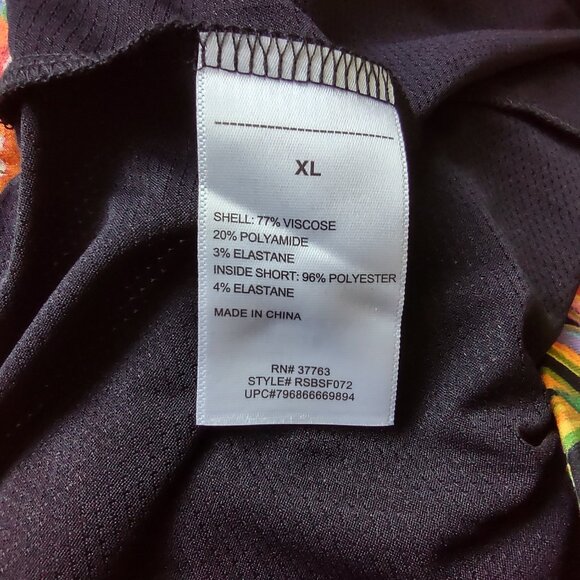 XL
SHELL: 77% VISCOSE
20% POLYAMIDE
3% ELASTANE
INSIDE SHORT: 96% POLYESTER
4% ELASTANE
MADE IN CHINA
RN# 37763
STYLE# RSBSF072
UPC#796866669894